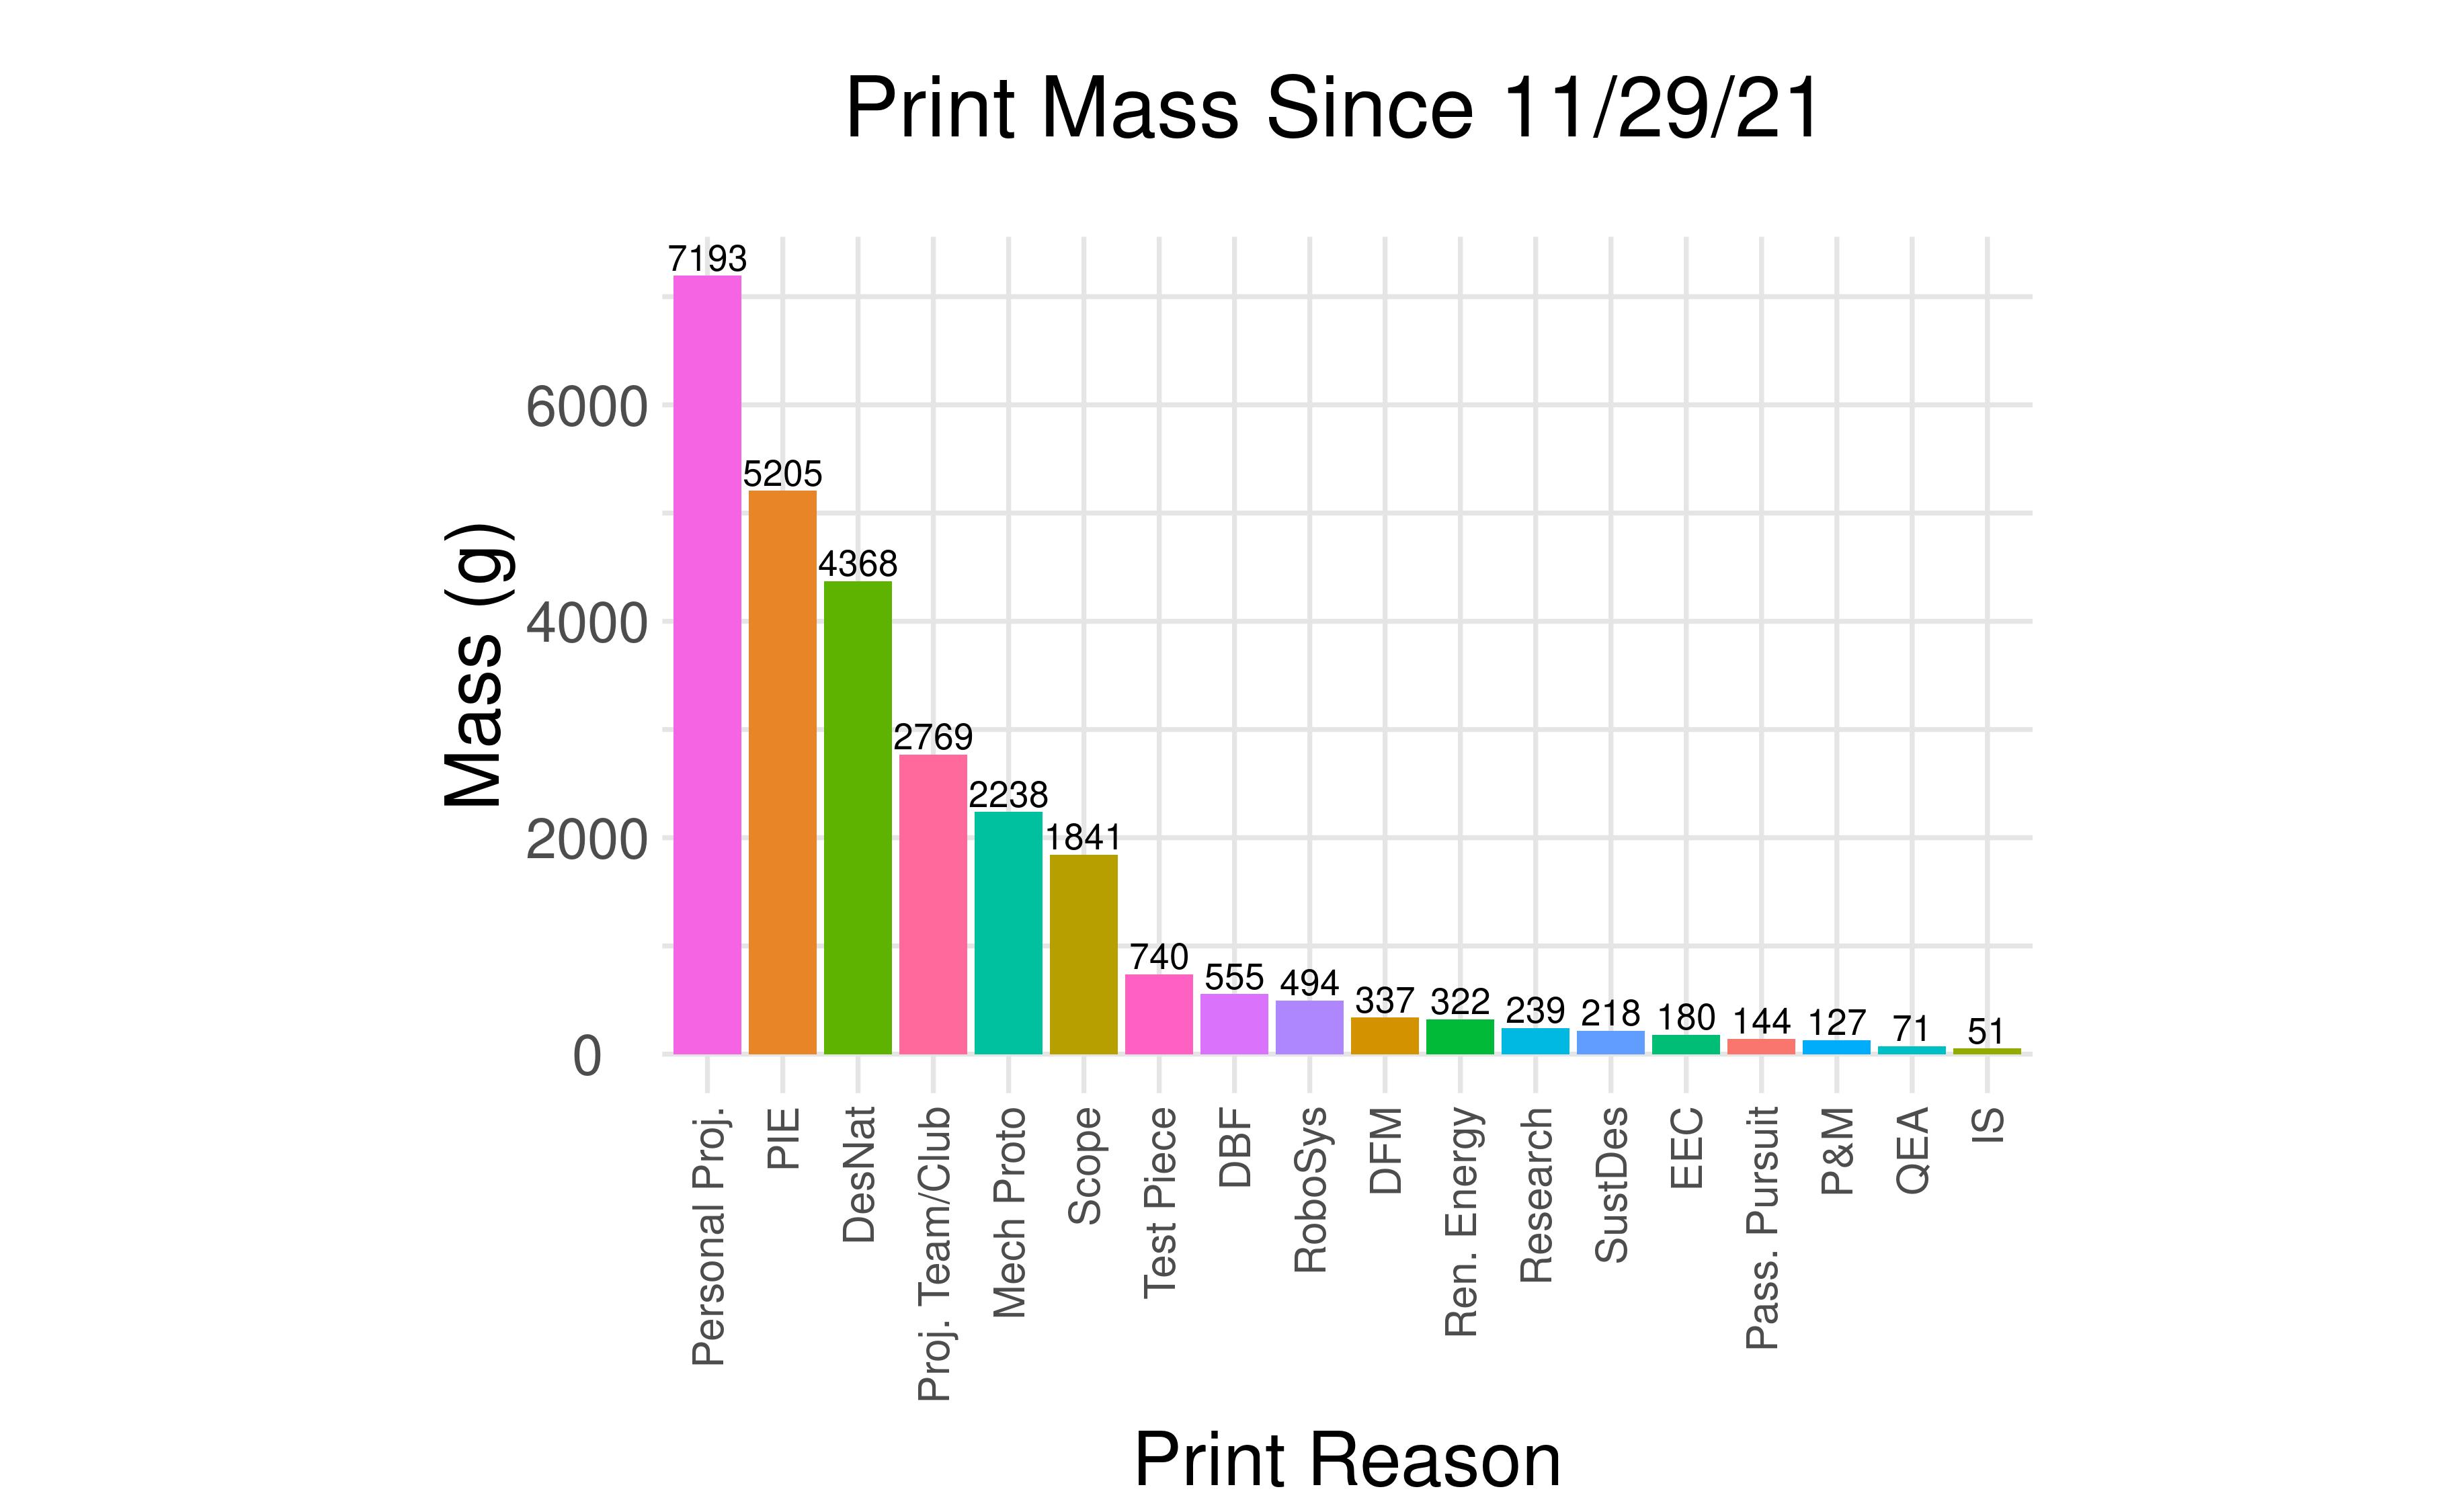 Print Mass Since 11/29/21
Mass (g)
6000
4000
2000
0
7193
5205
4368
2769
2238
1841
740
555
494
337
322
239
218
180
144
127
71
51
Personal Proj.
PIE
DesNat
Proj. Team/Club
Mech Proto
Scope
Test Piece
DBF
RoboSys
DFM
Ren. Energy
Research
SustDes
EEC
Pass. Pursuit
P&M
QEA
IS
Print Reason